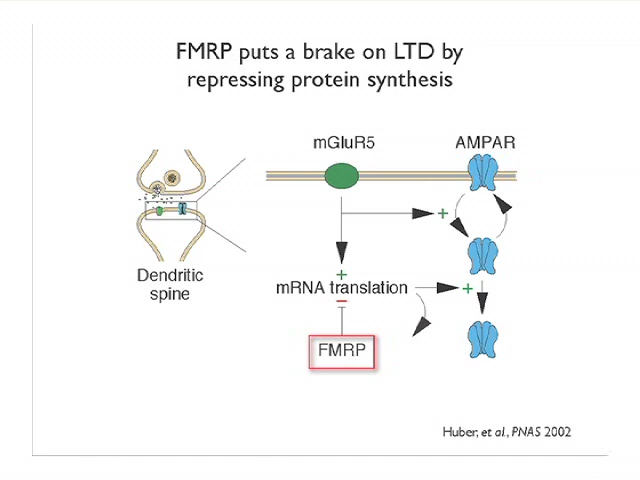 FMRP puts a brake on LTD by
repressing protein synthesis
mGluR5
AMPAR
+
Dendritic
spine
+
mRNA translation
+
−
FMRP
Huber, et al., PNAS 2002